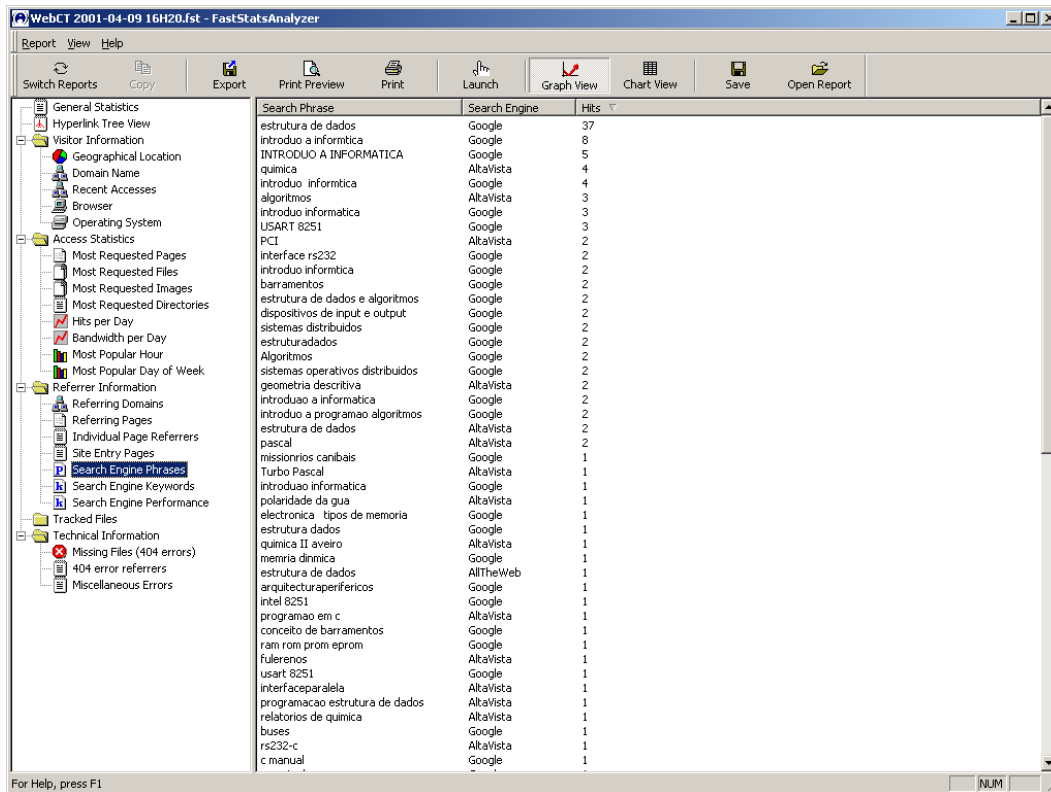 WebCT 2001-04-09 16H20.fst - FastStatsAnalyzer
Report View Help
Switch Reports Copy Export Print Preview Print Launch Graph View Chart View Save Open Report
General Statistics
Hyperlink Tree View
Visitor Information
Geographical Location
Domain Name
Recent Accesses
Browser
Operating System
Access Statistics
Most Requested Pages
Most Requested Files
Most Requested Images
Most Requested Directories
Hits per Day
Bandwidth per Day
Most Popular Hour
Most Popular Day of Week
Referrer Information
Referring Domains
Referring Pages
Individual Page Referrers
Site Entry Pages
Search Engine Phrases
Search Engine Keywords
Search Engine Performance
Tracked Files
Technical Information
Missing Files (404 errors)
404 error referrers
Miscellaneous Errors
Search Phrase Search Engine Hits
estrutura de dados Google 37
introduo a informtica Google 8
INTRODUO A INFORMATICA Google 5
quimica AltaVista 4
introduo informtica Google 4
algoritmos AltaVista 3
introduo informatica Google 3
USART 8251 Google 3
PCI AltaVista 2
interface rs232 Google 2
introduo informtica Google 2
barramentos Google 2
estrutura de dados e algoritmos Google 2
dispositivos de input e output Google 2
sistemas distribuidos Google 2
estruturadados Google 2
Algoritmos Google 2
sistemas operativos distribuidos Google 2
geometria descritiva AltaVista 2
introduao a informatica Google 2
introduo a programao algoritmos Google 2
estrutura de dados AltaVista 2
pascal AltaVista 2
missionrios canibais Google 1
Turbo Pascal AltaVista 1
introduao informatica Google 1
polaridade da gua AltaVista 1
electronica tipos de memoria Google 1
estrutura dados Google 1
quimica II aveiro AltaVista 1
memria dinmica Google 1
estrutura de dados AllTheWeb 1
arquitecturaperifericos Google 1
intel 8251 Google 1
programao em c AltaVista 1
conceito de barramentos Google 1
ram rom prom eprom Google 1
fulerenos AltaVista 1
usart 8251 Google 1
interfaceparalela AltaVista 1
programacao estrutura de dados AltaVista 1
relatorios de quimica AltaVista 1
buses Google 1
rs232-c AltaVista 1
c manual Google 1
For Help, press F1 NUM